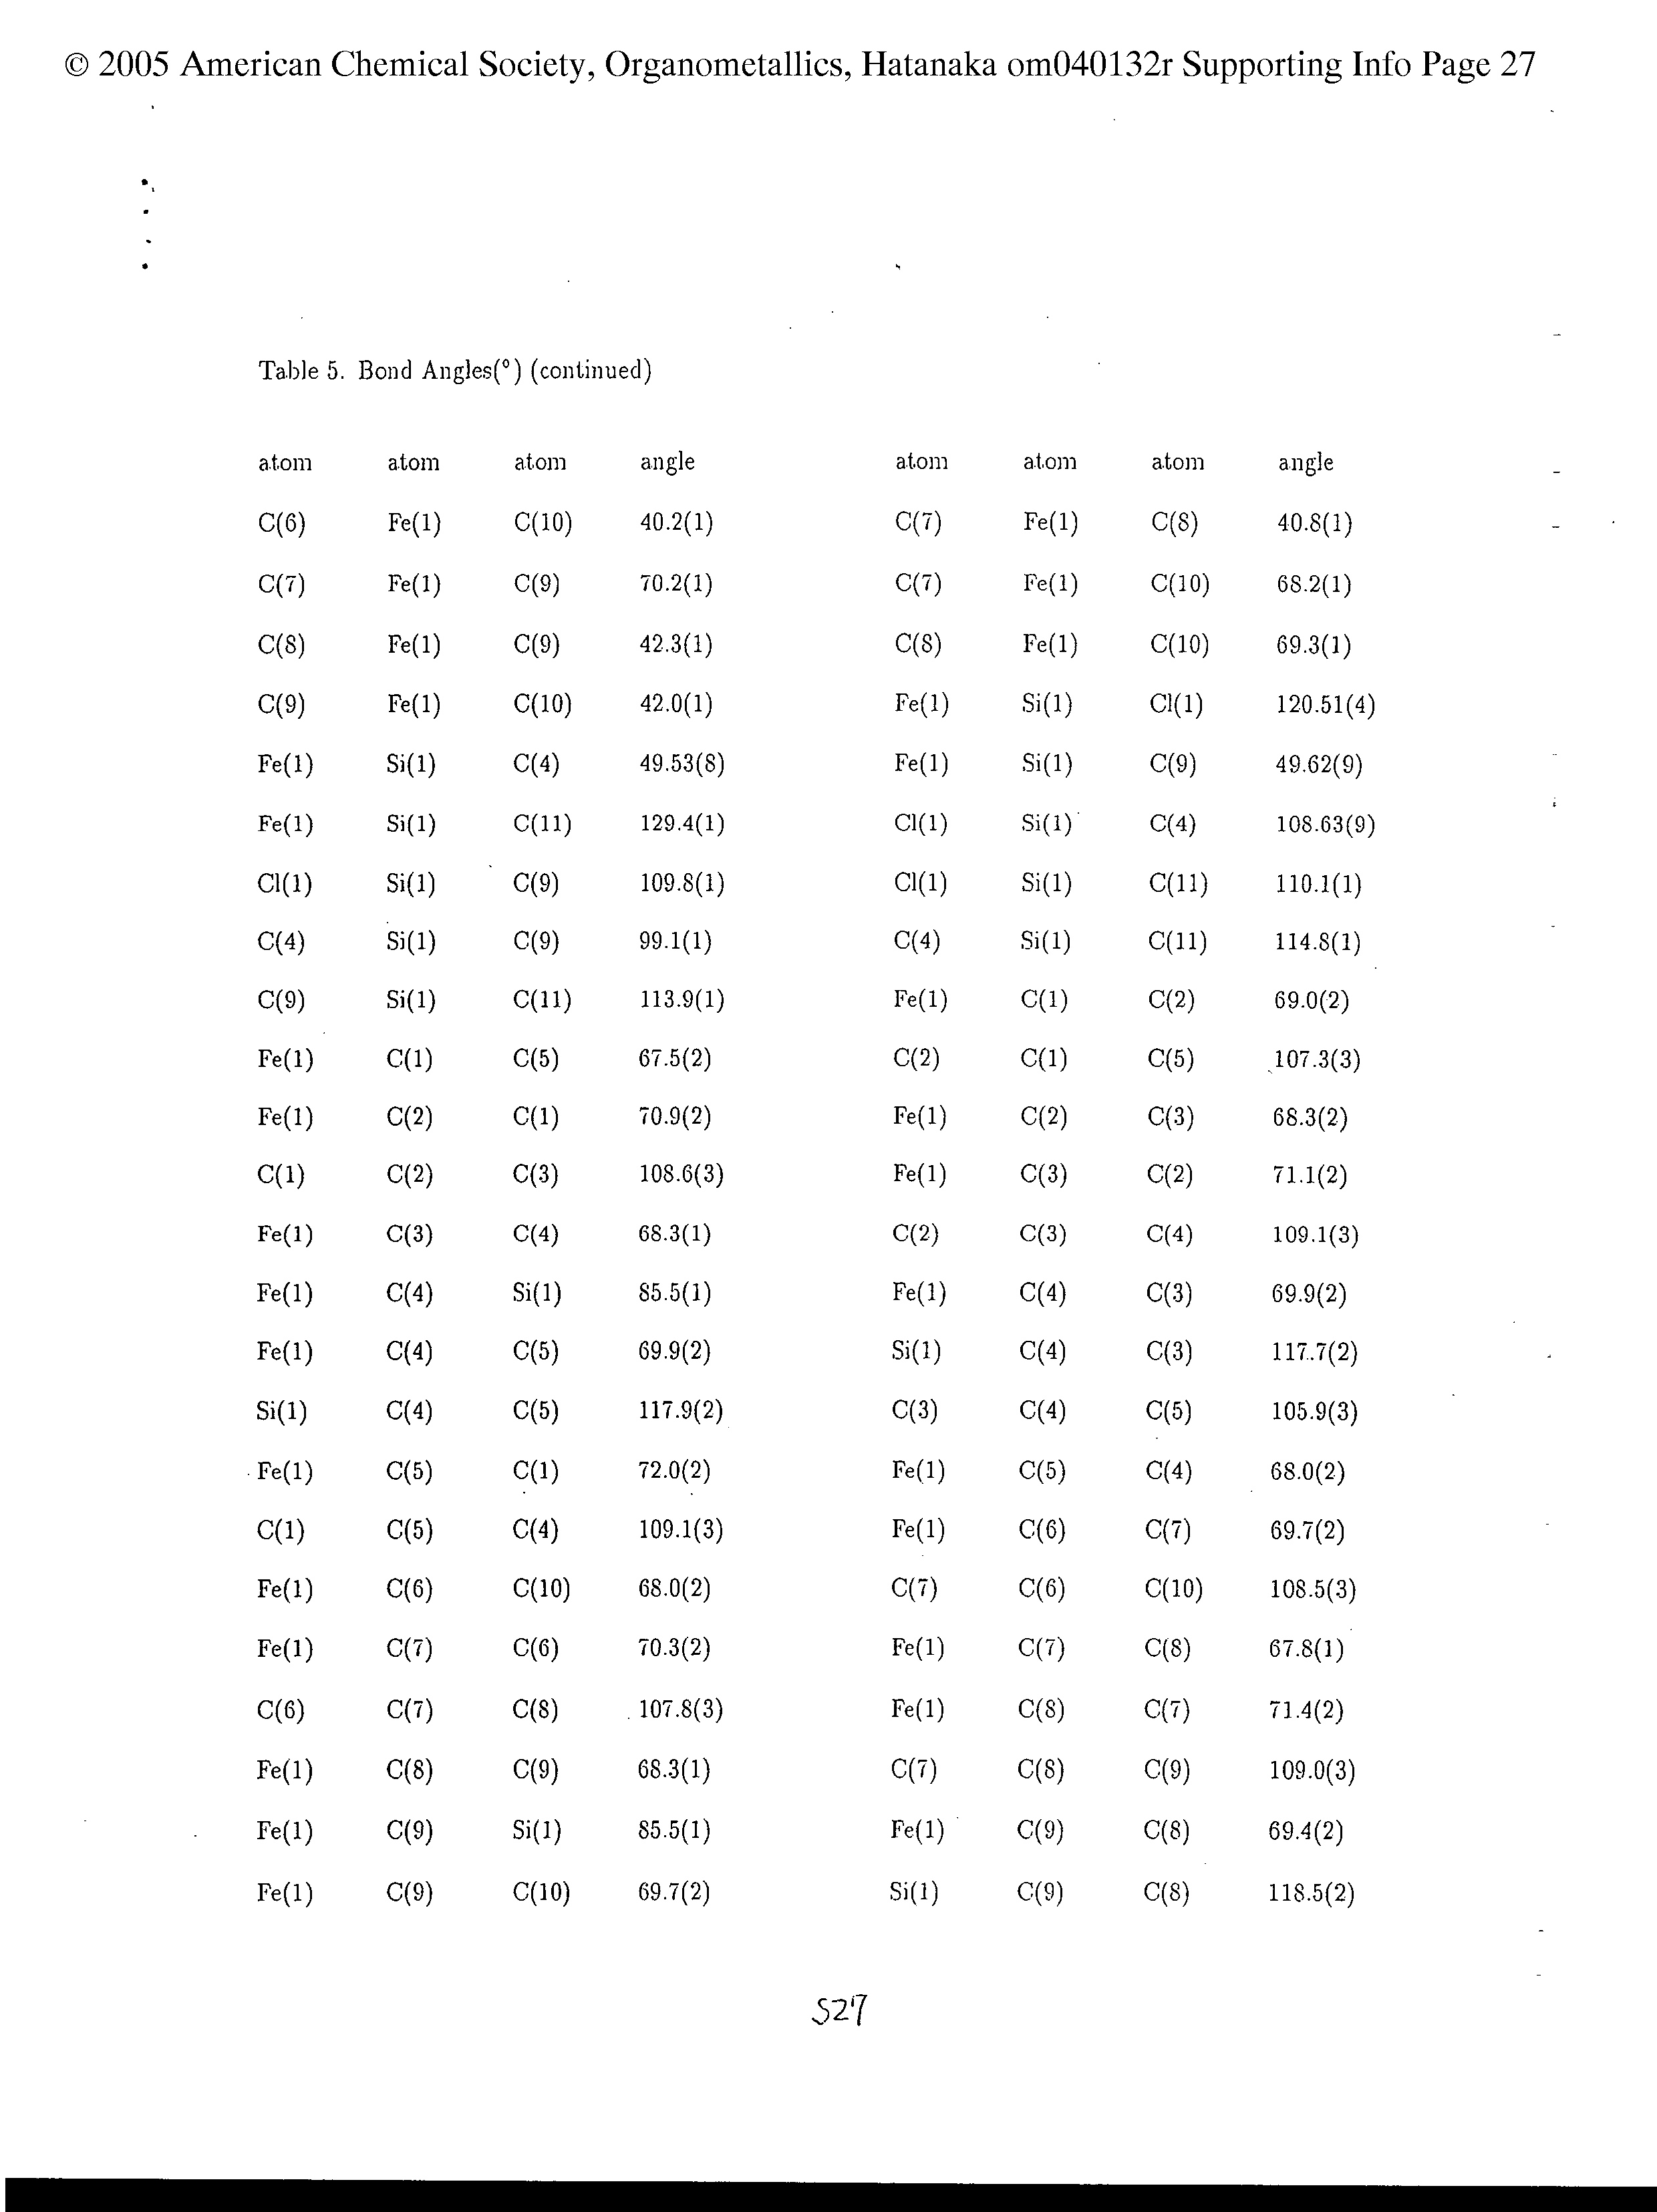 © 2005 American Chemical Society, Organometallics, Hatanaka om040132r Supporting Info Page 27
Table 5. Bond Angles(°) (continued)
atom atom atom angle atom atom atom angle
C(6) Fe(1) C(10) 40.2(1) C(7) Fe(1) C(8) 40.8(1)
C(7) Fe(1) C(9) 70.2(1) C(7) Fe(1) C(10) 68.2(1)
C(8) Fe(1) C(9) 42.3(1) C(8) Fe(1) C(10) 69.3(1)
C(9) Fe(1) C(10) 42.0(1) Fe(1) Si(1) Cl(1) 120.51(4)
Fe(1) Si(1) C(4) 49.53(8) Fe(1) Si(1) C(9) 49.62(9)
Fe(1) Si(1) C(11) 129.4(1) Cl(1) Si(1) C(4) 108.63(9)
Cl(1) Si(1) C(9) 109.8(1) Cl(1) Si(1) C(11) 110.1(1)
C(4) Si(1) C(9) 99.1(1) C(4) Si(1) C(11) 114.8(1)
C(9) Si(1) C(11) 113.9(1) Fe(1) C(1) C(2) 69.0(2)
Fe(1) C(1) C(5) 67.5(2) C(2) C(1) C(5) 107.3(3)
Fe(1) C(2) C(1) 70.9(2) Fe(1) C(2) C(3) 68.3(2)
C(1) C(2) C(3) 108.6(3) Fe(1) C(3) C(2) 71.1(2)
Fe(1) C(3) C(4) 68.3(1) C(2) C(3) C(4) 109.1(3)
Fe(1) C(4) Si(1) 85.5(1) Fe(1) C(4) C(3) 69.9(2)
Fe(1) C(4) C(5) 69.9(2) Si(1) C(4) C(3) 117.7(2)
Si(1) C(4) C(5) 117.9(2) C(3) C(4) C(5) 105.9(3)
Fe(1) C(5) C(1) 72.0(2) Fe(1) C(5) C(4) 68.0(2)
C(1) C(5) C(4) 109.1(3) Fe(1) C(6) C(7) 69.7(2)
Fe(1) C(6) C(10) 68.0(2) C(7) C(6) C(10) 108.5(3)
Fe(1) C(7) C(6) 70.3(2) Fe(1) C(7) C(8) 67.8(1)
C(6) C(7) C(8) 107.8(3) Fe(1) C(8) C(7) 71.4(2)
Fe(1) C(8) C(9) 68.3(1) C(7) C(8) C(9) 109.0(3)
Fe(1) C(9) Si(1) 85.5(1) Fe(1) C(9) C(8) 69.4(2)
Fe(1) C(9) C(10) 69.7(2) Si(1) C(9) C(8) 118.5(2)
S27